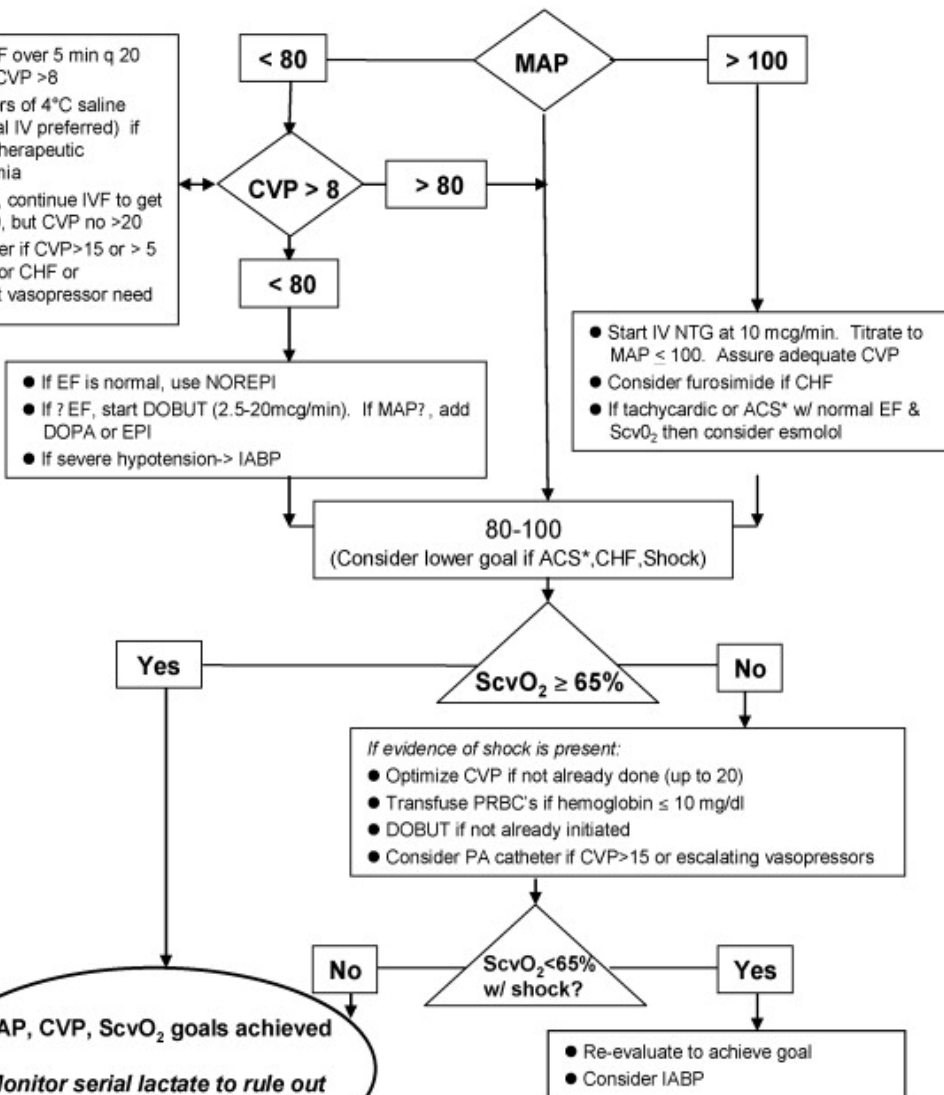 MAP
< 80
> 100
F over 5 min q 20
CVP >8
rs of 4°C saline
al IV preferred) if
herapeutic
mia
, continue IVF to get
, but CVP no >20
er if CVP>15 or > 5
or CHF or
t vasopressor need
CVP > 8
> 80
< 80
● Start IV NTG at 10 mcg/min. Titrate to
MAP ≤ 100. Assure adequate CVP
● Consider furosimide if CHF
● If tachycardic or ACS* w/ normal EF &
Scv0₂ then consider esmolol
● If EF is normal, use NOREPI
● If ? EF, start DOBUT (2.5-20mcg/min). If MAP?, add
DOPA or EPI
● If severe hypotension-> IABP
80-100
(Consider lower goal if ACS*,CHF,Shock)
ScvO₂ ≥ 65%
Yes
No
If evidence of shock is present:
● Optimize CVP if not already done (up to 20)
● Transfuse PRBC's if hemoglobin ≤ 10 mg/dl
● DOBUT if not already initiated
● Consider PA catheter if CVP>15 or escalating vasopressors
ScvO₂<65%
w/ shock?
No
Yes
AP, CVP, ScvO₂ goals achieved
Monitor serial lactate to rule out
● Re-evaluate to achieve goal
● Consider IABP